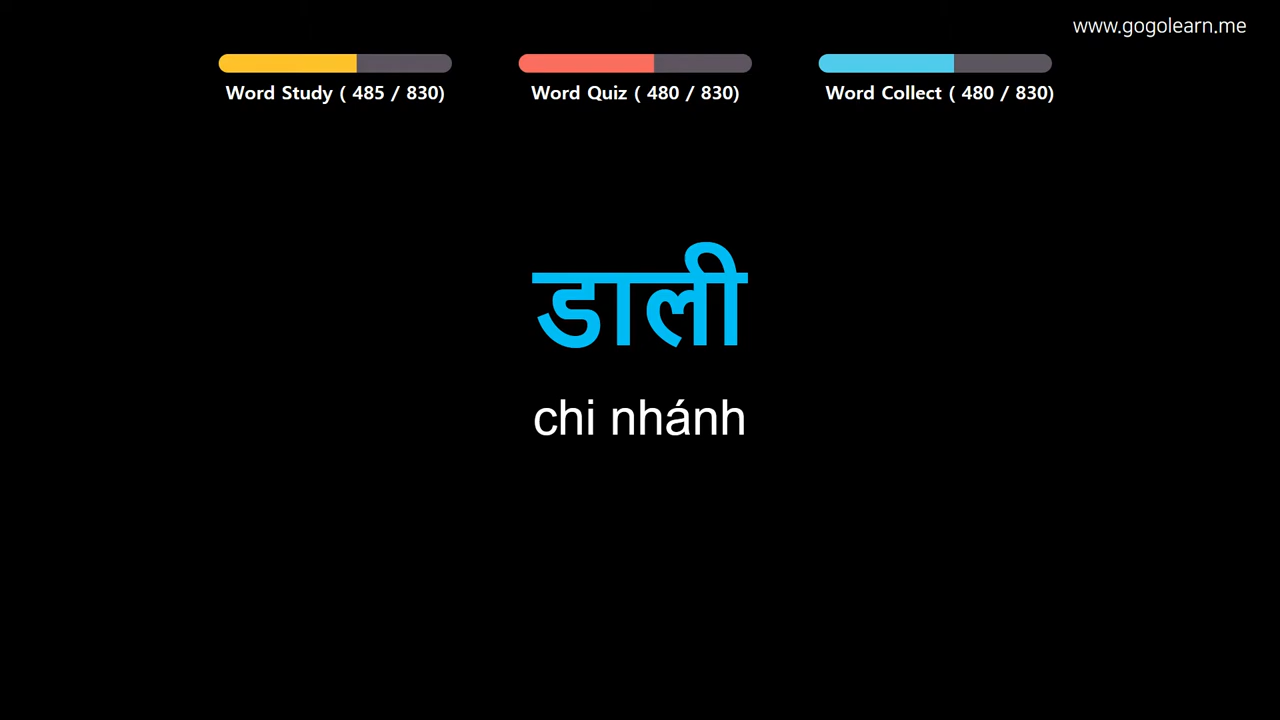 www.gogolearn.me
Word Study ( 485 / 830)
Word Quiz ( 480 / 830)
Word Collect ( 480 / 830)
डाली
chi nhánh